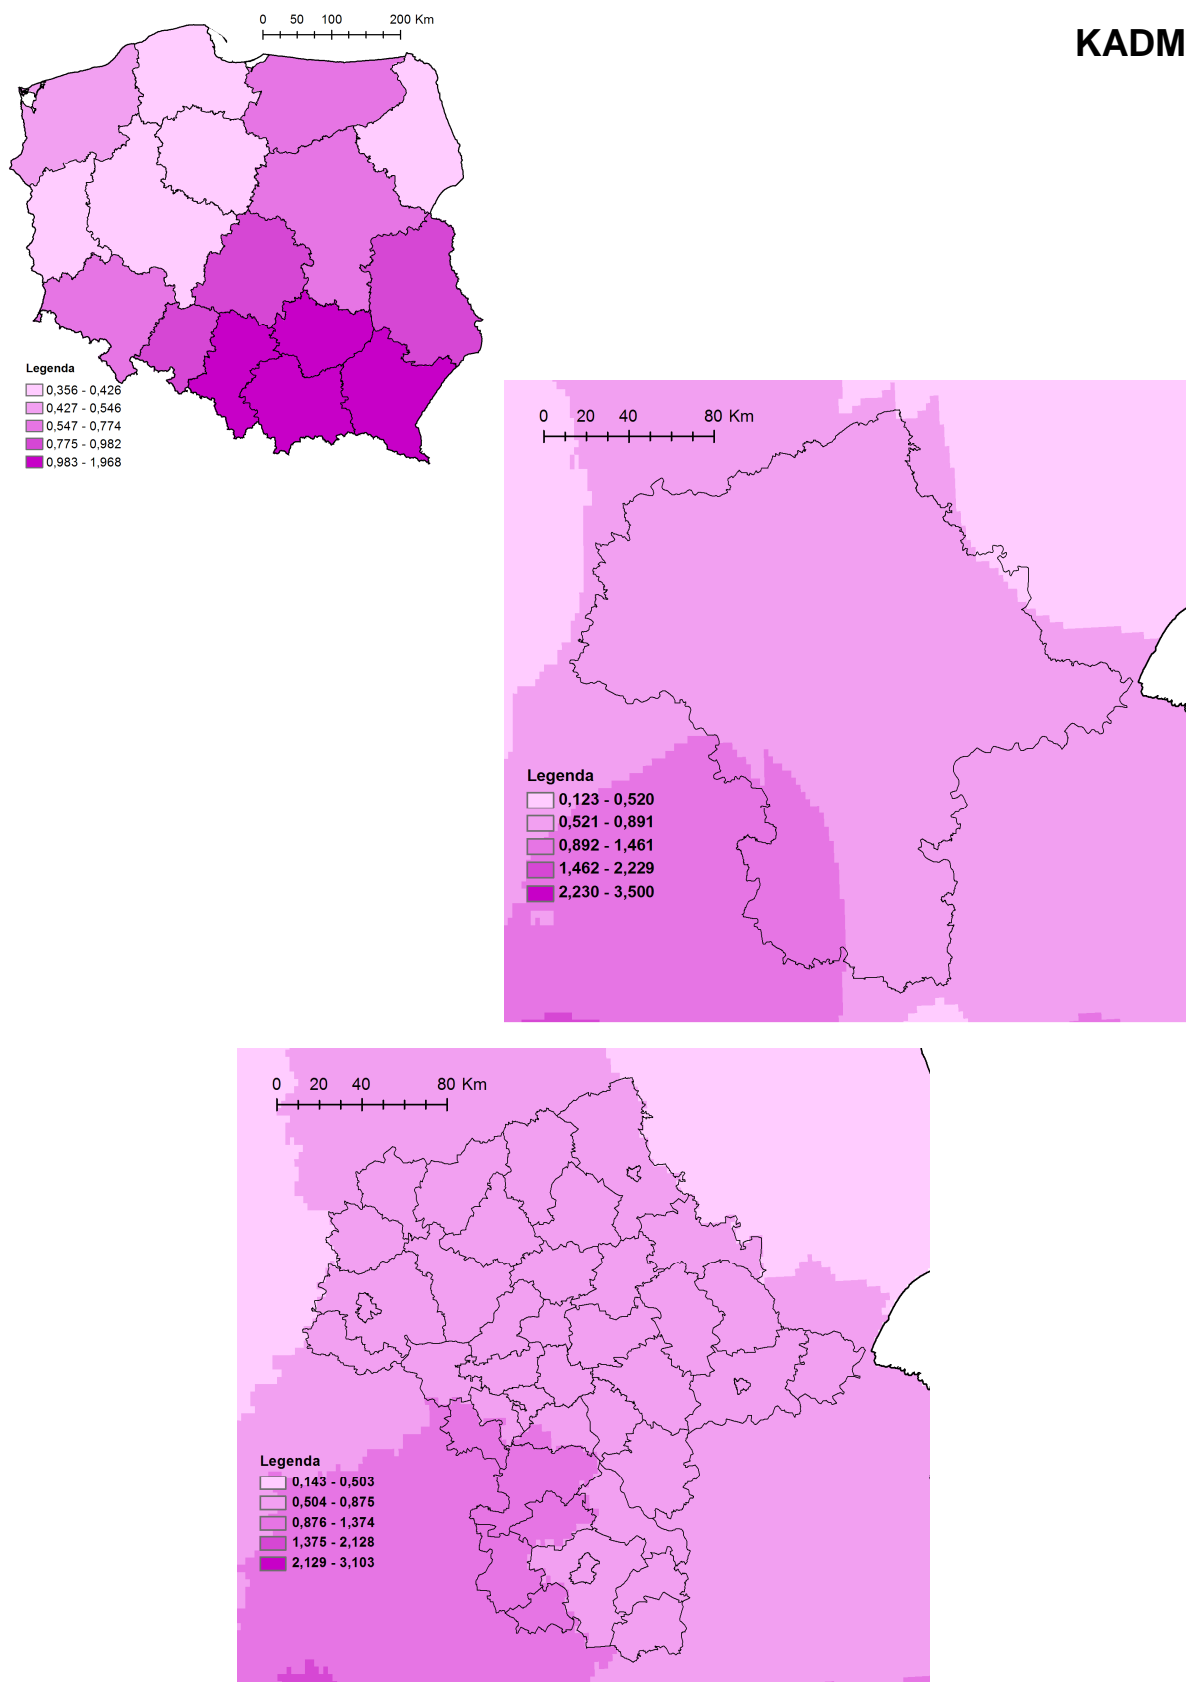 0 50 100 200 Km
KADM
Legenda
0,356 - 0,426
0,427 - 0,546
0,547 - 0,774
0,775 - 0,982
0,983 - 1,968
0 20 40 80 Km
Legenda
0,123 - 0,520
0,521 - 0,891
0,892 - 1,461
1,462 - 2,229
2,230 - 3,500
0 20 40 80 Km
Legenda
0,143 - 0,503
0,504 - 0,875
0,876 - 1,374
1,375 - 2,128
2,129 - 3,103